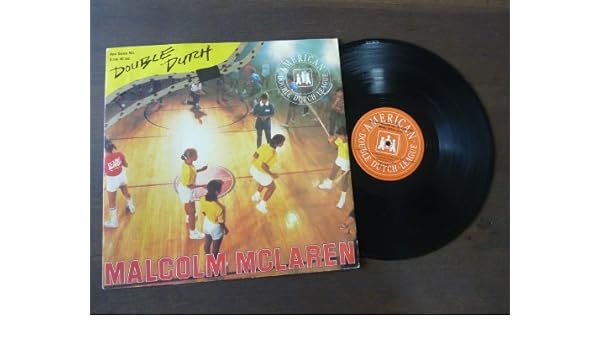 DOUBLE
DUTCH
AMERICAN
DOUBLE-DUTCH-LEAGUE
MALCOLM MCLAREN
AMERICAN
DOUBLE-DUTCH-LEAGUE